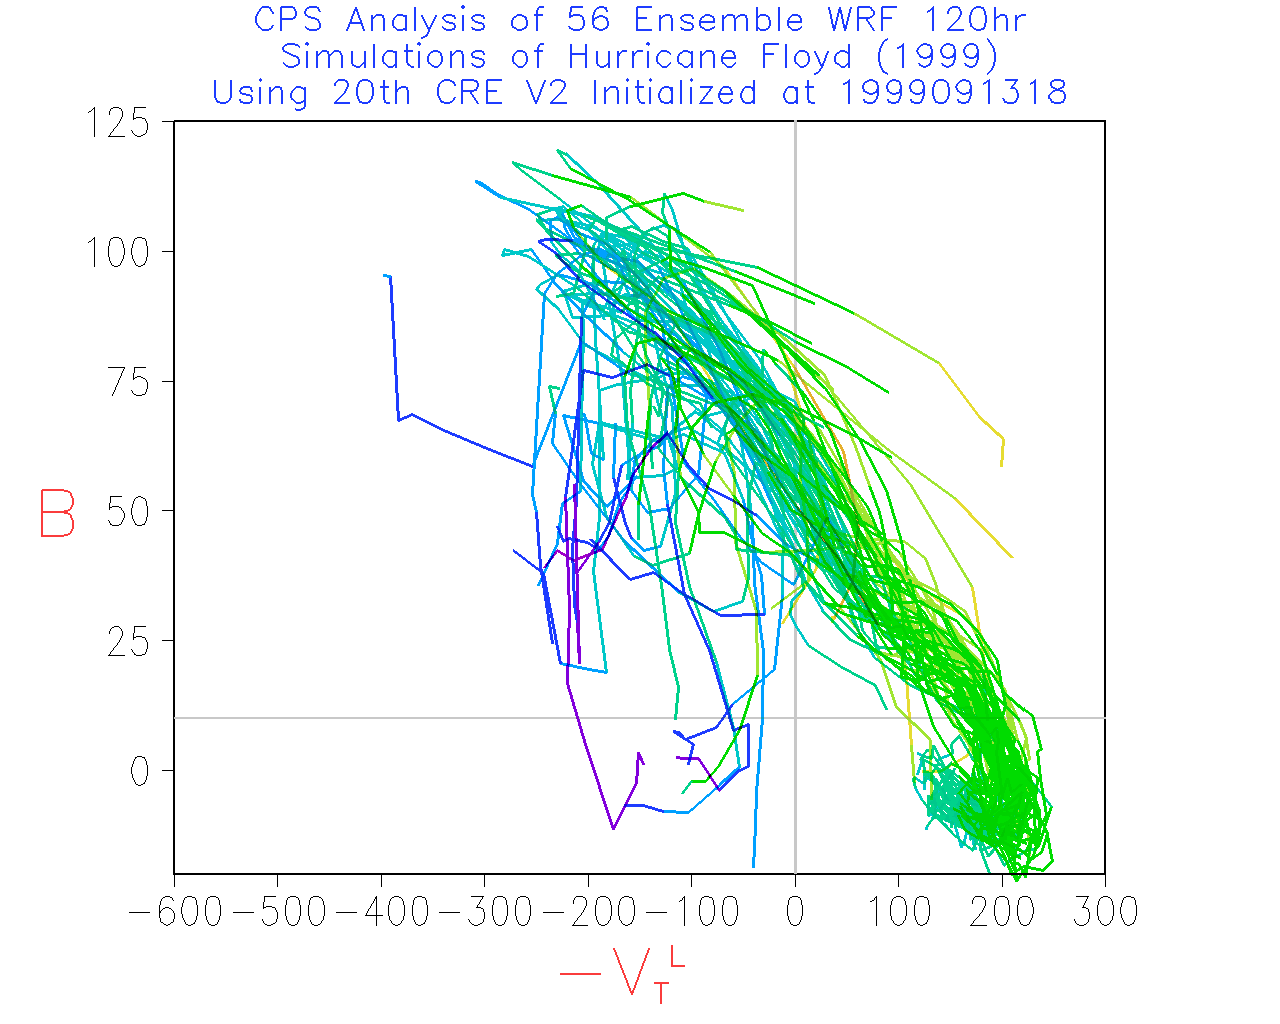 CPS Analysis of 56 Ensemble WRF 120hr
Simulations of Hurricane Floyd (1999)
Using 20th CRE V2 Initialized at 1999091318
125
100
75
B
50
25
0
-600 -500 -400 -300 -200 -100 0 100 200 300
-V_T^L